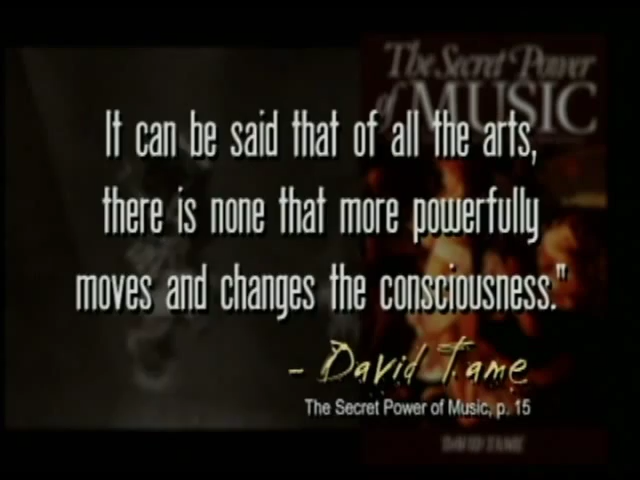 The Secret Power
of MUSIC
It can be said that of all the arts,
there is none that more powerfully
moves and changes the consciousness."
- David Tame
The Secret Power of Music, p. 15
DAVID TAME